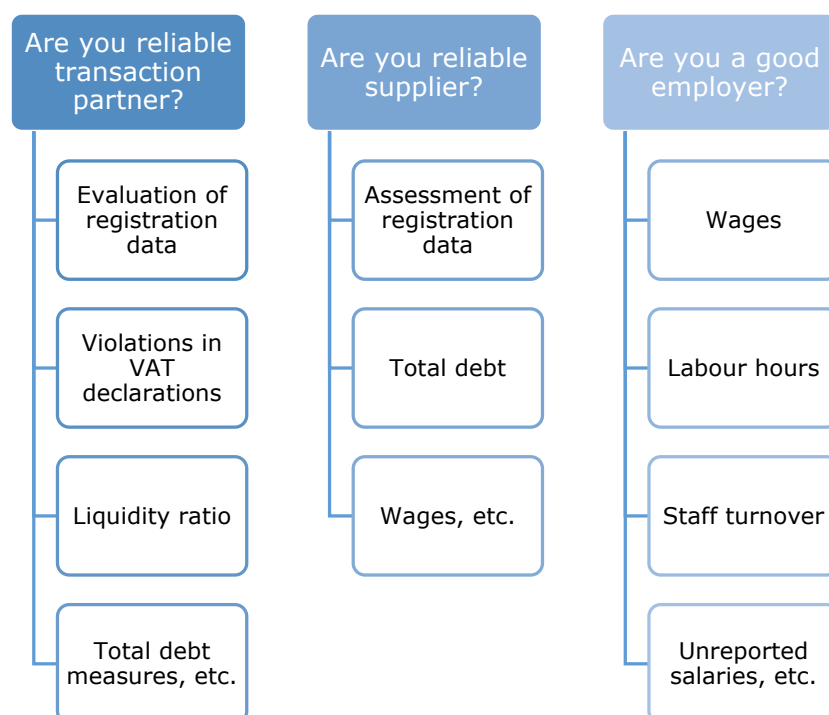 Are you reliable
transaction
partner?
Evaluation of
registration
data
Violations in
VAT
declarations
Liquidity ratio
Total debt
measures, etc.
Are you reliable
supplier?
Assessment of
registration
data
Total debt
Wages, etc.
Are you a good
employer?
Wages
Labour hours
Staff turnover
Unreported
salaries, etc.